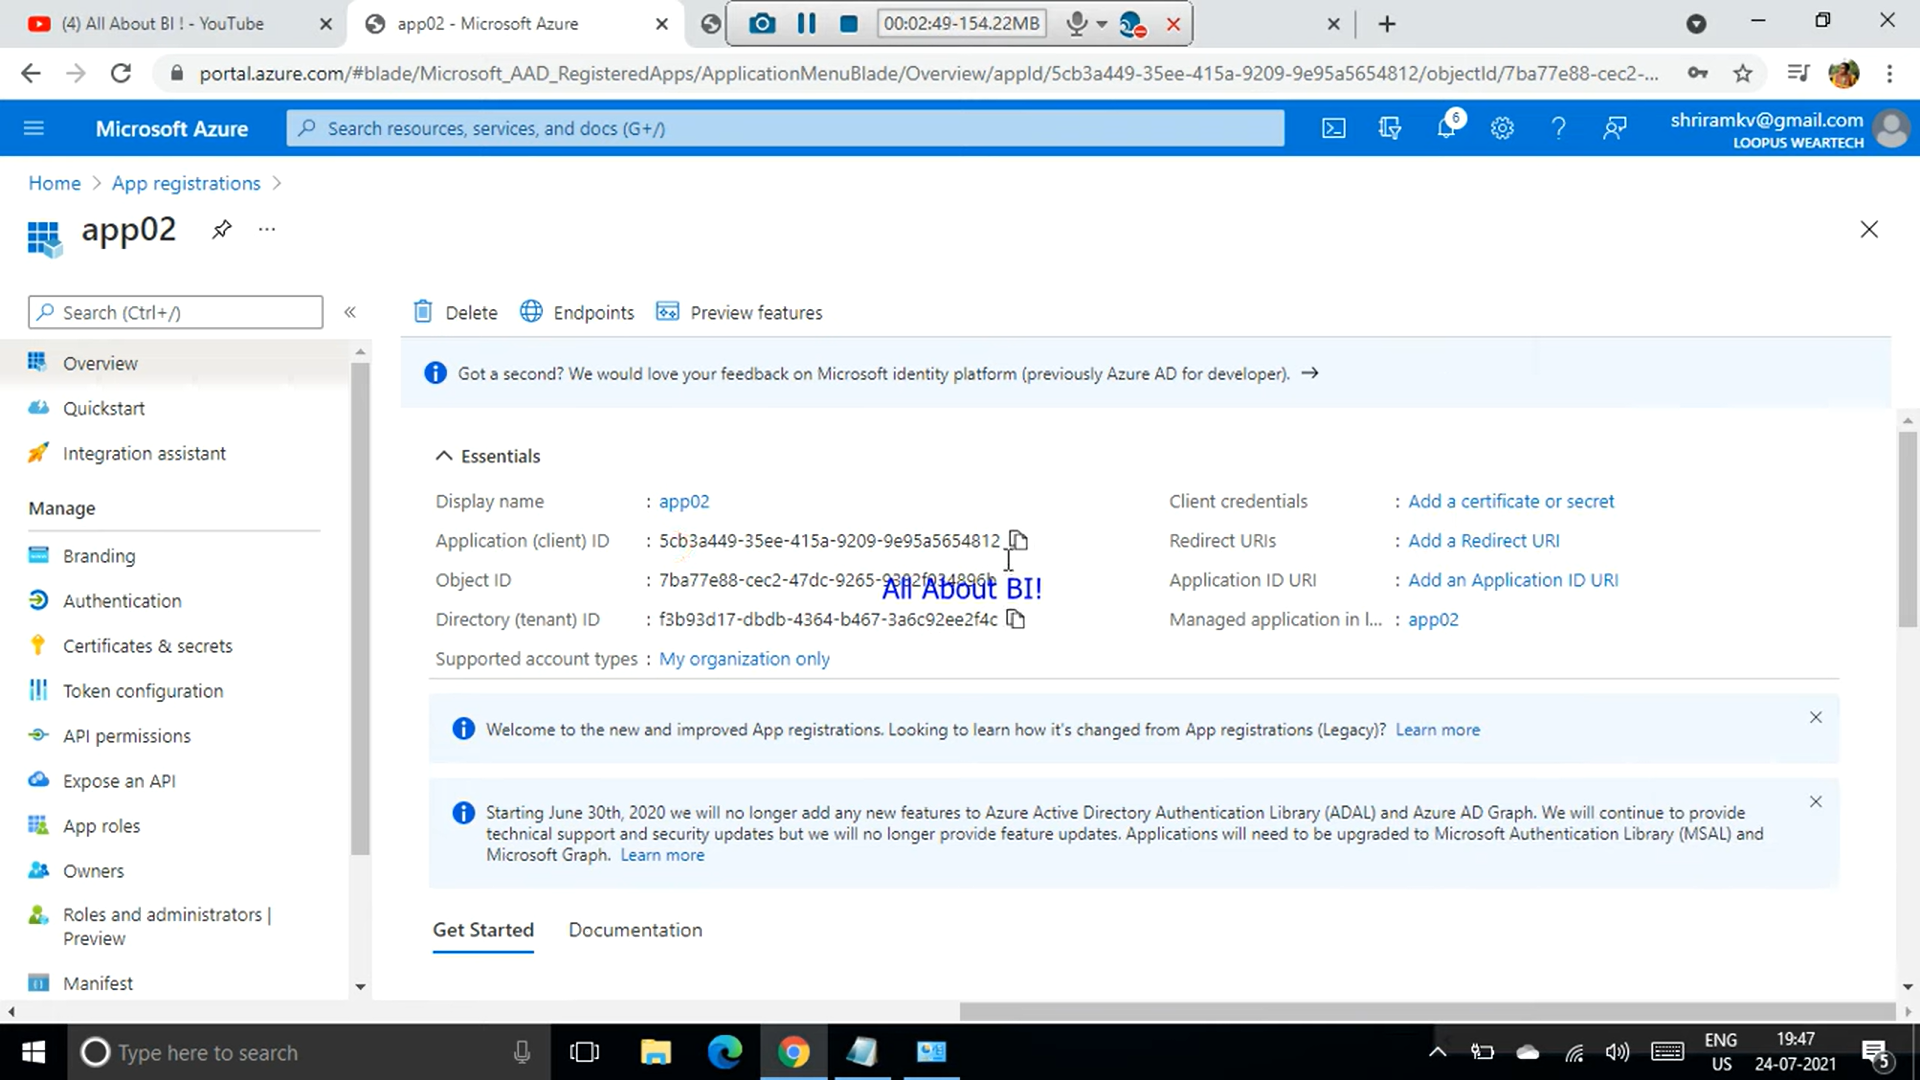 (4) All About BI ! - YouTube
app02 - Microsoft Azure
00:02:49-154.22MB
portal.azure.com/#blade/Microsoft_AAD_RegisteredApps/ApplicationMenuBlade/Overview/appId/5cb3a449-35ee-415a-9209-9e95a5654812/objectId/7ba77e88-cec2-...
Microsoft Azure
Search resources, services, and docs (G+/)
6
shriramkv@gmail.com
LOOPUS WEARTECH
Home > App registrations >
app02
Search (Ctrl+/)
Delete
Endpoints
Preview features
Overview
Quickstart
Integration assistant
Manage
Branding
Authentication
Certificates & secrets
Token configuration
API permissions
Expose an API
App roles
Owners
Roles and administrators |
Preview
Manifest
Got a second? We would love your feedback on Microsoft identity platform (previously Azure AD for developer). →
Essentials
Display name : app02
Application (client) ID : 5cb3a449-35ee-415a-9209-9e95a5654812
Object ID : 7ba77e88-cec2-47dc-9265-
All About BI!
Directory (tenant) ID : f3b93d17-dbdb-4364-b467-3a6c92ee2f4c
Supported account types : My organization only
Client credentials : Add a certificate or secret
Redirect URIs : Add a Redirect URI
Application ID URI : Add an Application ID URI
Managed application in l... : app02
Welcome to the new and improved App registrations. Looking to learn how it's changed from App registrations (Legacy)? Learn more
Starting June 30th, 2020 we will no longer add any new features to Azure Active Directory Authentication Library (ADAL) and Azure AD Graph. We will continue to provide
technical support and security updates but we will no longer provide feature updates. Applications will need to be upgraded to Microsoft Authentication Library (MSAL) and
Microsoft Graph. Learn more
Get Started
Documentation
Type here to search
ENG
US
19:47
24-07-2021
5